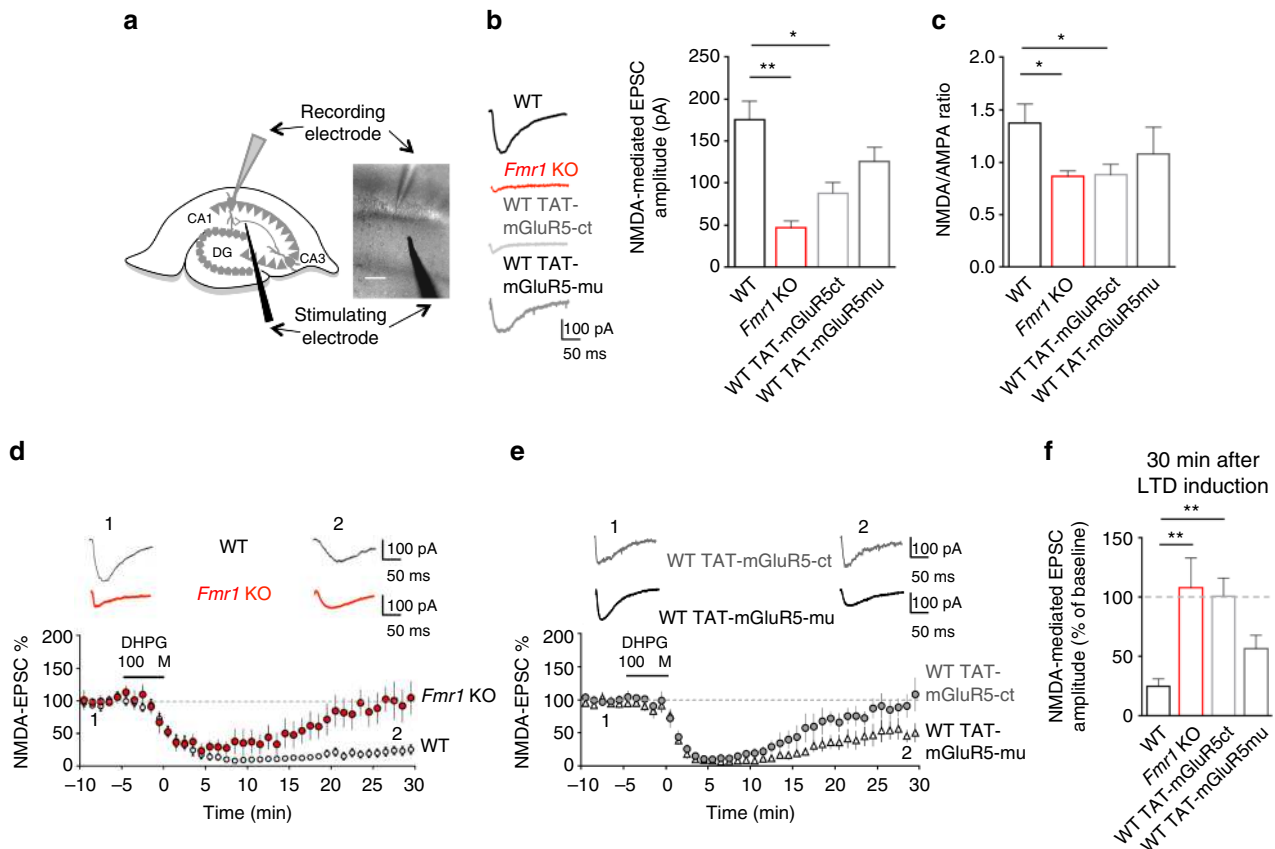 a
Recording
electrode
CA1
DG
CA3
Stimulating
electrode
b
WT
Fmr1 KO
WT TAT-
mGluR5-ct
WT TAT-
mGluR5-mu
100 pA
50 ms
NMDA-mediated EPSC
amplitude (pA)
250
200
150
100
50
0
*
**
WT
Fmr1 KO
WT TAT-mGluR5ct
WT TAT-mGluR5mu
c
NMDA/AMPA ratio
2.0
1.5
1.0
0.5
0.0
*
*
WT
Fmr1 KO
WT TAT-mGluR5ct
WT TAT-mGluR5mu
d
1
WT
2
100 pA
50 ms
Fmr1 KO
100 pA
50 ms
NMDA-EPSC %
200
150
100
50
0
DHPG
100 M
1
Fmr1 KO
2
WT
−10 −5 0 5 10 15 20 25 30
Time (min)
e
1
2
WT TAT-mGluR5-ct
100 pA
50 ms
WT TAT-mGluR5-mu
100 pA
50 ms
NMDA-EPSC %
200
150
100
50
0
DHPG
100 M
1
WT TAT-
mGluR5-ct
WT TAT-
mGluR5-mu
2
−10 −5 0 5 10 15 20 25 30
Time (min)
f
30 min after
LTD induction
**
**
NMDA-mediated EPSC
amplitude (% of baseline)
150
100
50
0
WT
Fmr1 KO
WT TAT-mGluR5ct
WT TAT-mGluR5mu